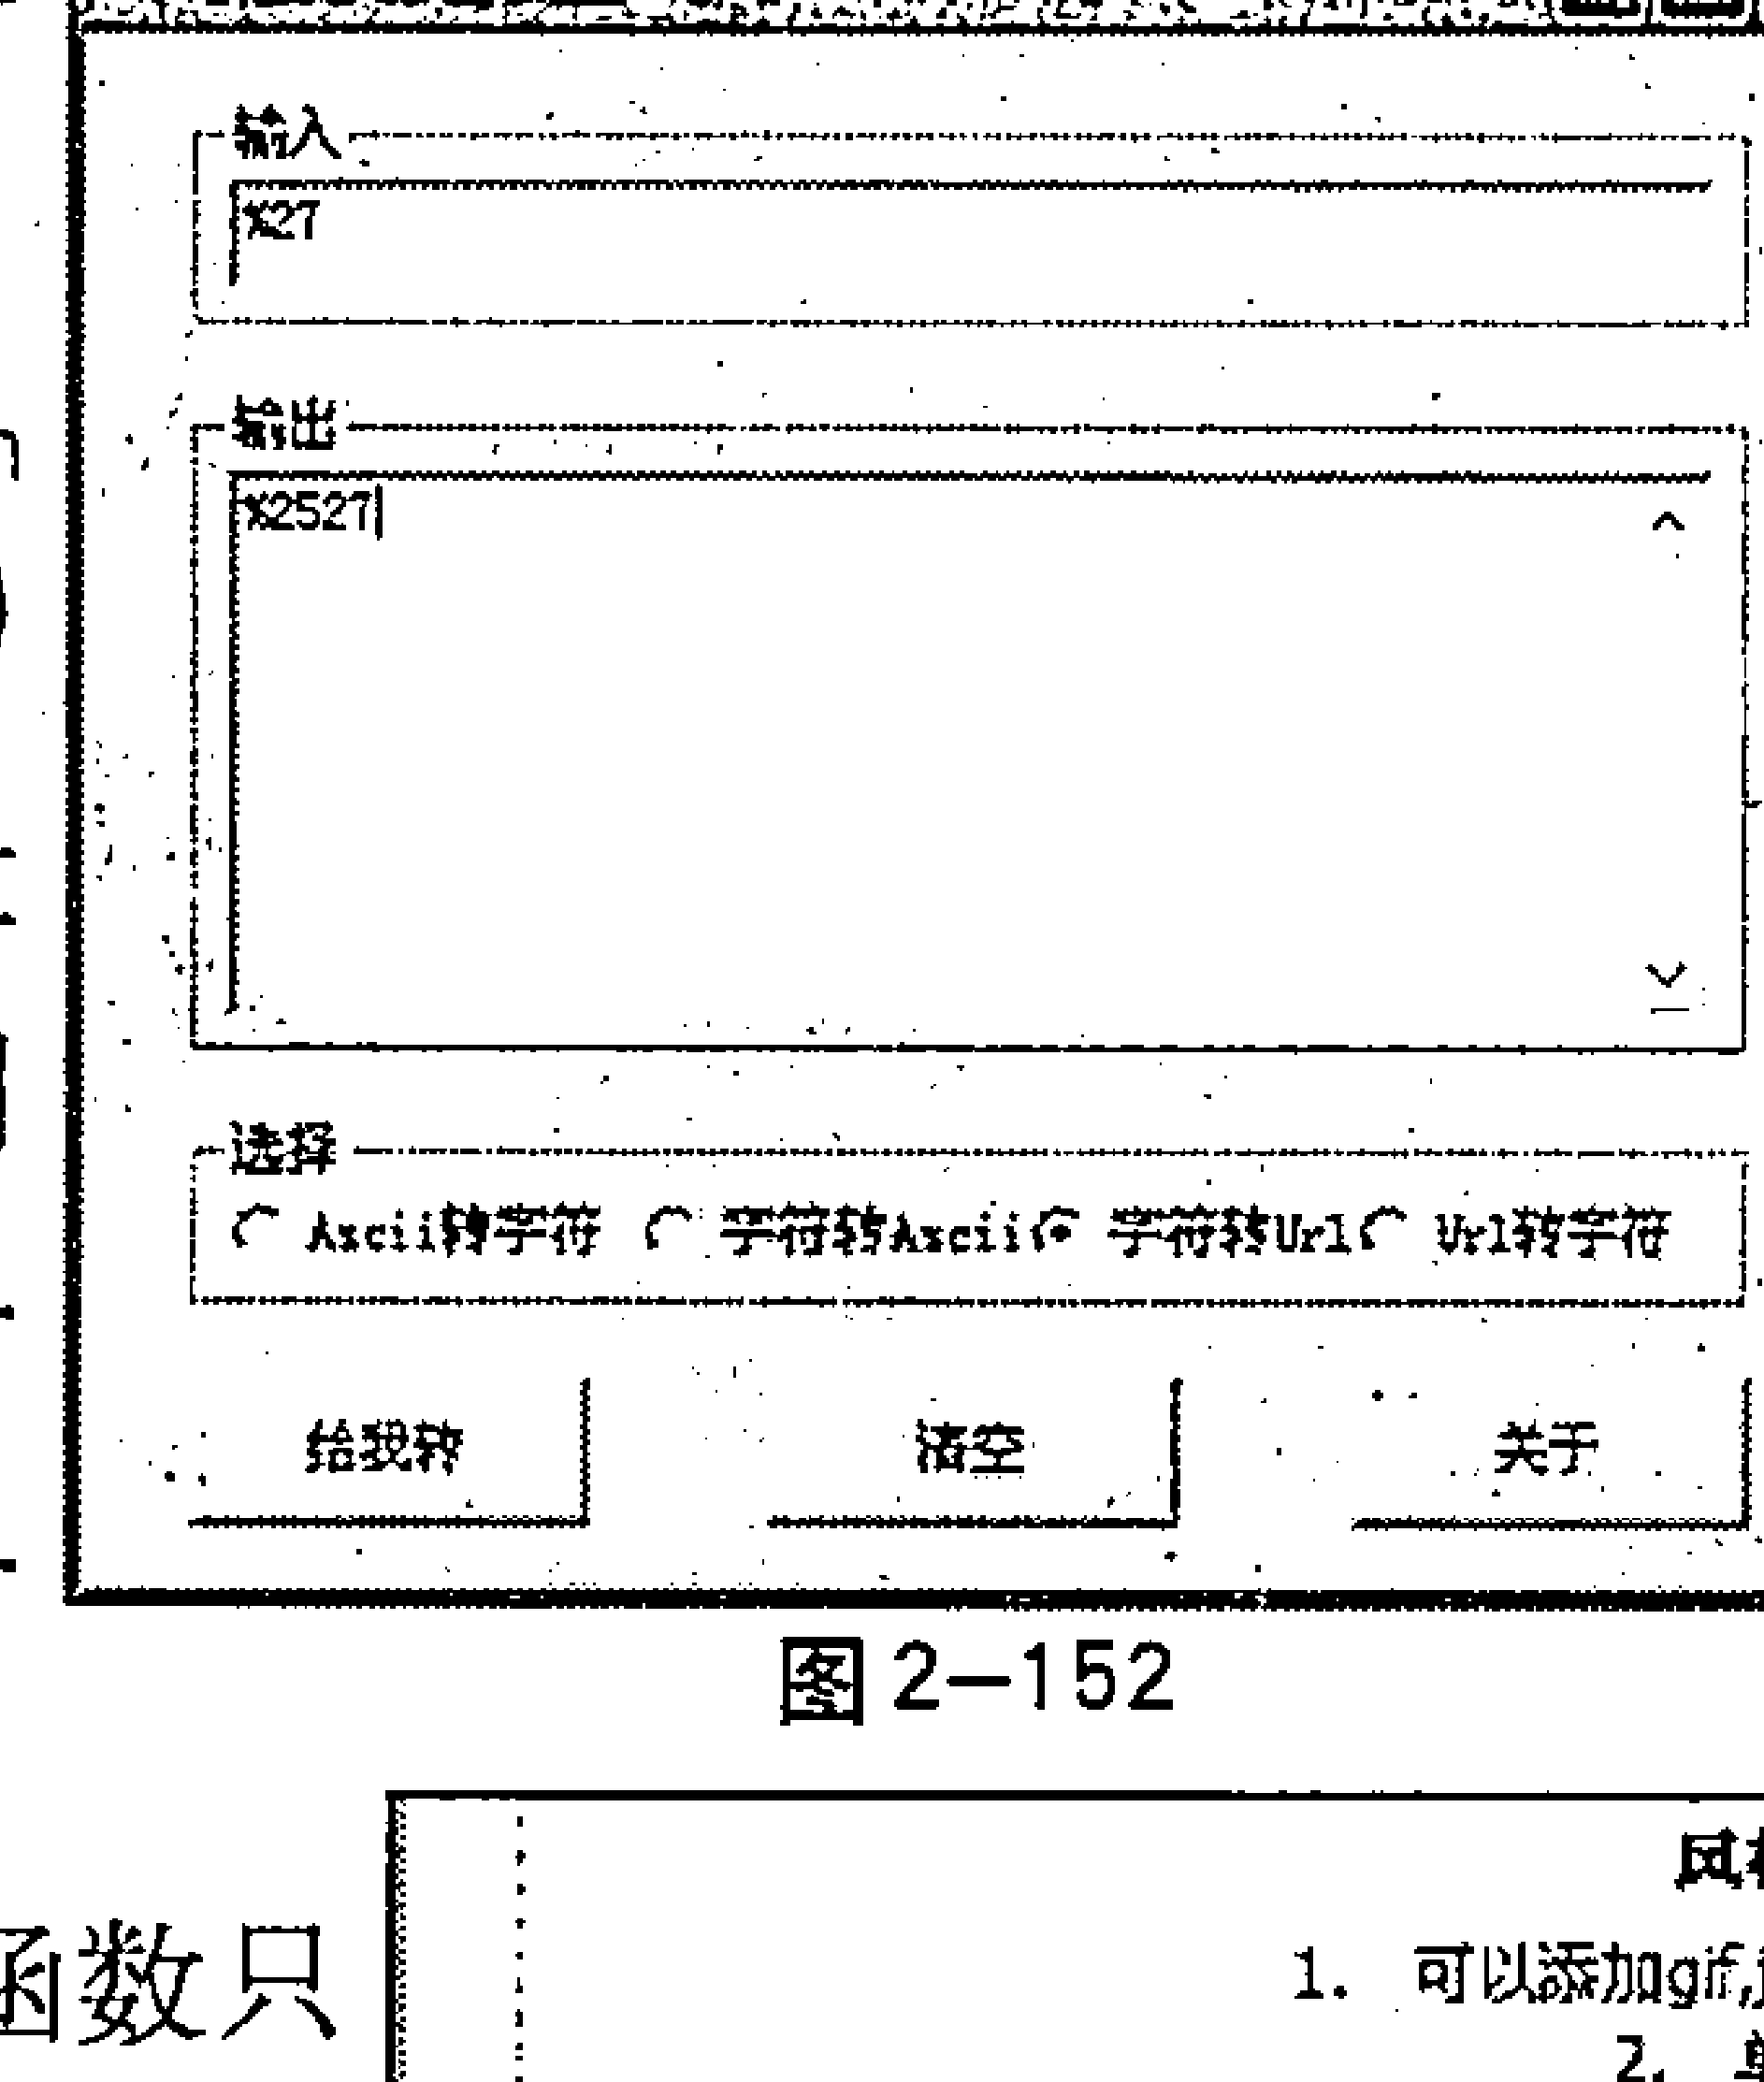 输入
%27
输出
%2527
选择
Ascii转字符 字符转Ascii 字符转Url Url转字符
给我转 清空 关于
图2-152
函数只
1. 可以添加gif,
2.